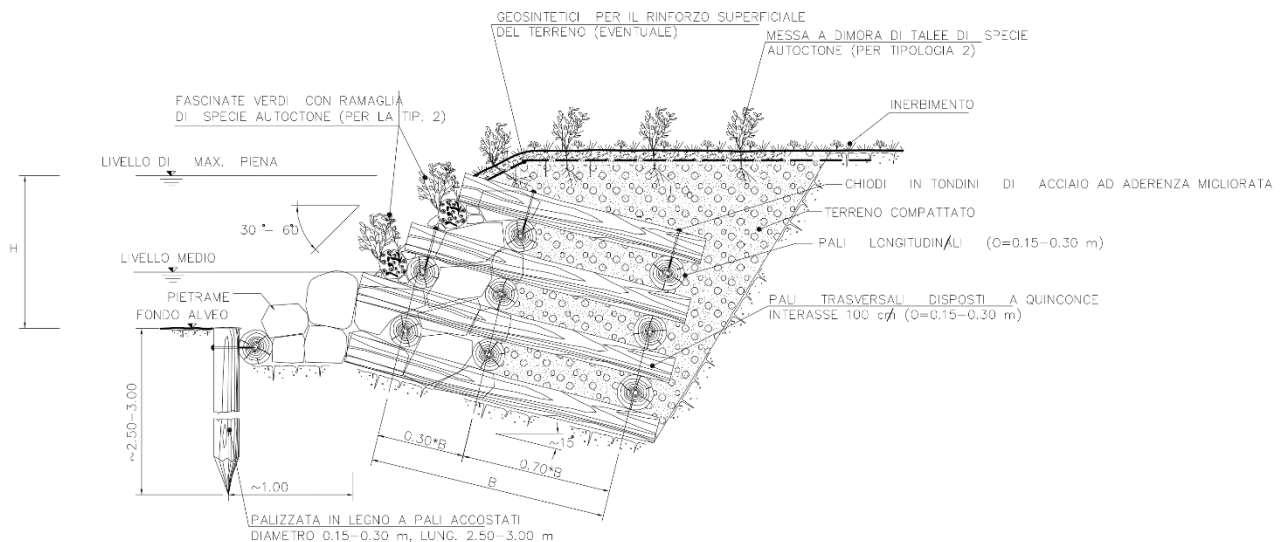 GEOSINTETICI PER IL RINFORZO SUPERFICIALE
DEL TERRENO (EVENTUALE)
MESSA A DIMORA DI TALEE DI SPECIE
AUTOCTONE (PER TIPOLOGIA 2)
FASCINATE VERDI CON RAMAGLIA
DI SPECIE AUTOCTONE (PER LA TIP. 2)
INERBIMENTO
LIVELLO DI MAX. PIENA
CHIODI IN TONDINI DI ACCIAIO AD ADERENZA MIGLIORATA
TERRENO COMPATTATO
30°- 60
H
PALI LONGITUDINALI (O=0.15-0.30 m)
LIVELLO MEDIO
PIETRAME
PALI TRASVERSALI DISPOSTI A QUINCONCE
INTERASSE 100 cm (O=0.15-0.30 m)
FONDO ALVEO
~2.50-3.00
0.30*B
~15°
0.70*B
B
~1.00
PALIZZATA IN LEGNO A PALI ACCOSTATI
DIAMETRO 0.15-0.30 m, LUNG. 2.50-3.00 m